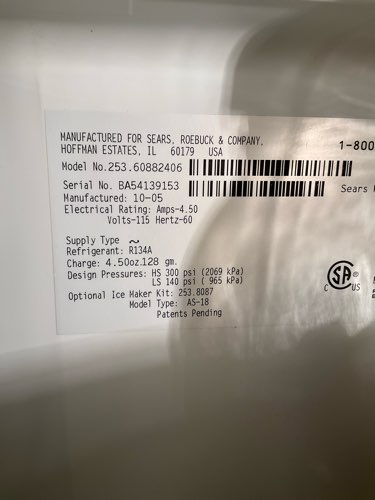 MANUFACTURED FOR SEARS, ROEBUCK & COMPANY,
HOFFMAN ESTATES, IL 60179 USA
1-800
Model No.253.60882406
Serial No. BA54139153
Sears
Manufactured: 10-05
Electrical Rating: Amps-4.50
Volts-115 Hertz-60
Supply Type ~
Refrigerant: R134A
Charge: 4.50oz.128 gm.
Design Pressures: HS 300 psi (2069 kPa)
LS 140 psi ( 965 kPa)
Optional Ice Maker Kit: 253.8087
Model Type: AS-18
Patents Pending
C SA US